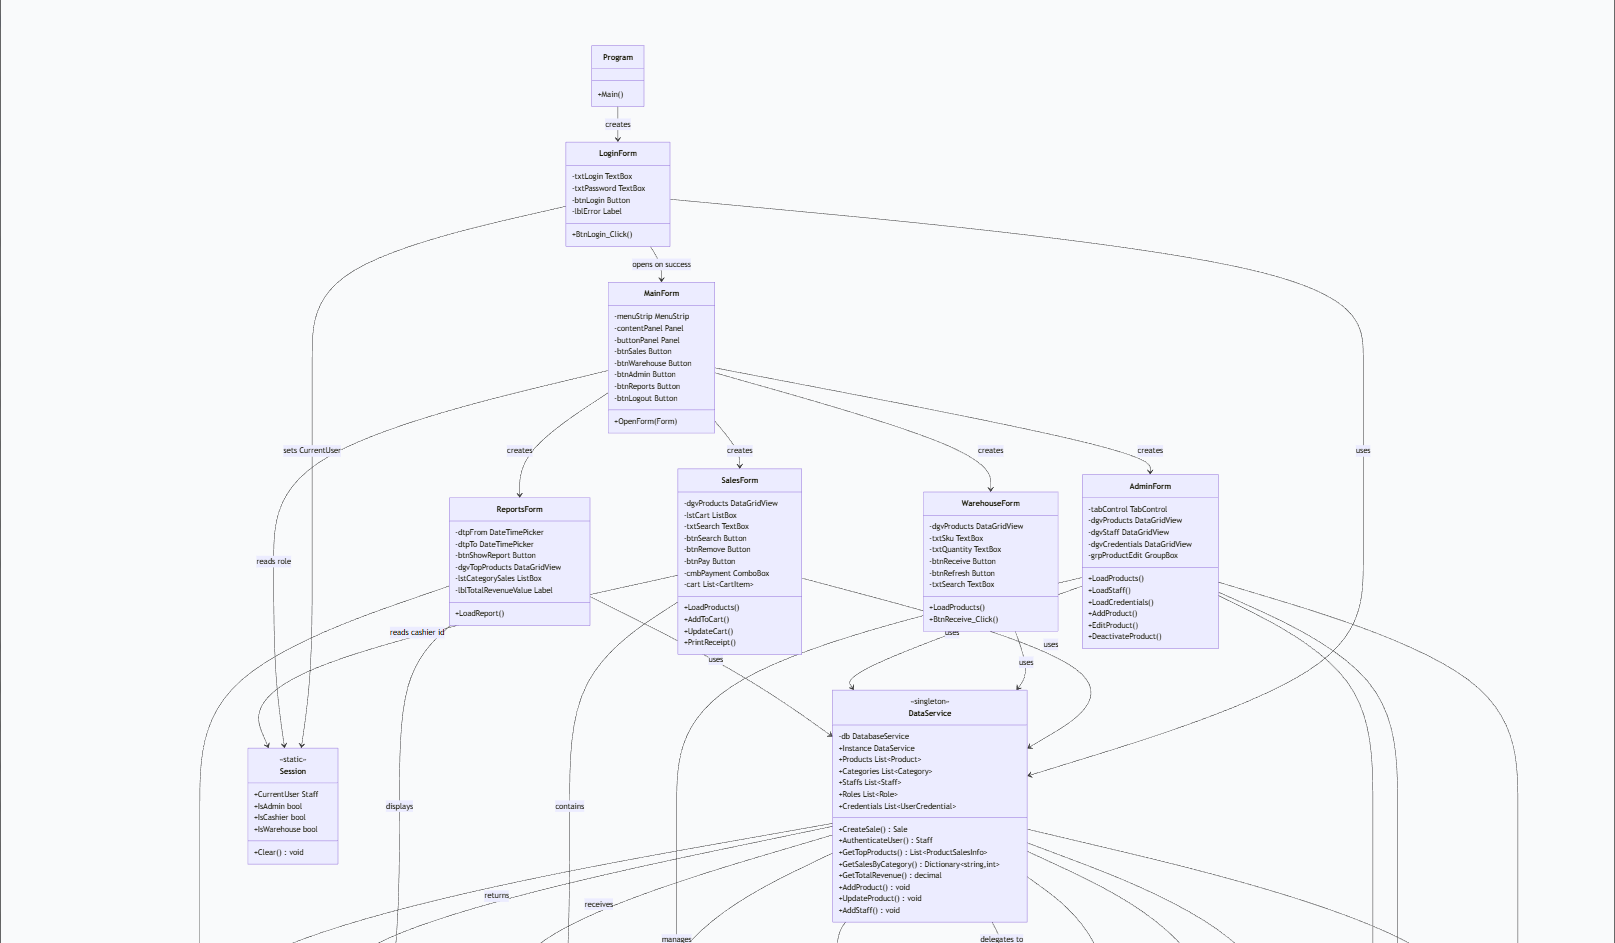 Program
+Main()
creates
LoginForm
-txtLogin TextBox
-txtPassword TextBox
-btnLogin Button
-lblError Label
+BtnLogin_Click()
opens on success
MainForm
-menuStrip MenuStrip
-contentPanel Panel
-buttonPanel Panel
-btnSales Button
-btnWarehouse Button
-btnAdmin Button
-btnReports Button
-btnLogout Button
+OpenForm(Form)
sets CurrentUser
creates
creates
creates
creates
uses
ReportsForm
-dtpFrom DateTimePicker
-dtpTo DateTimePicker
-btnShowReport Button
-dgvTopProducts DataGridView
-lstCategorySales ListBox
-lblTotalRevenueValue Label
+LoadReport()
SalesForm
-dgvProducts DataGridView
-lstCart ListBox
-txtSearch TextBox
-btnSearch Button
-btnRemove Button
-btnPay Button
-cmbPayment ComboBox
-cart List<CartItem>
+LoadProducts()
+AddToCart()
+UpdateCart()
+PrintReceipt()
WarehouseForm
-dgvProducts DataGridView
-txtSku TextBox
-txtQuantity TextBox
-btnReceive Button
-btnRefresh Button
-txtSearch TextBox
+LoadProducts()
+BtnReceive_Click()
AdminForm
-tabControl TabControl
-dgvProducts DataGridView
-dgvStaff DataGridView
-dgvCredentials DataGridView
-grpProductEdit GroupBox
+LoadProducts()
+LoadStaff()
+LoadCredentials()
+AddProduct()
+EditProduct()
+DeactivateProduct()
reads role
reads cashier id
uses
uses
uses
uses
«static»
Session
+CurrentUser Staff
+IsAdmin bool
+IsCashier bool
+IsWarehouse bool
+Clear() : void
displays
contains
«singleton»
DataService
-db DatabaseService
+Instance DataService
+Products List<Product>
+Categories List<Category>
+Staffs List<Staff>
+Roles List<Role>
+Credentials List<UserCredential>
+CreateSale() : Sale
+AuthenticateUser() : Staff
+GetTopProducts() : List<ProductSalesInfo>
+GetSalesByCategory() : Dictionary<string,int>
+GetTotalRevenue() : decimal
+AddProduct() : void
+UpdateProduct() : void
+AddStaff() : void
returns
receives
manages
delegates to